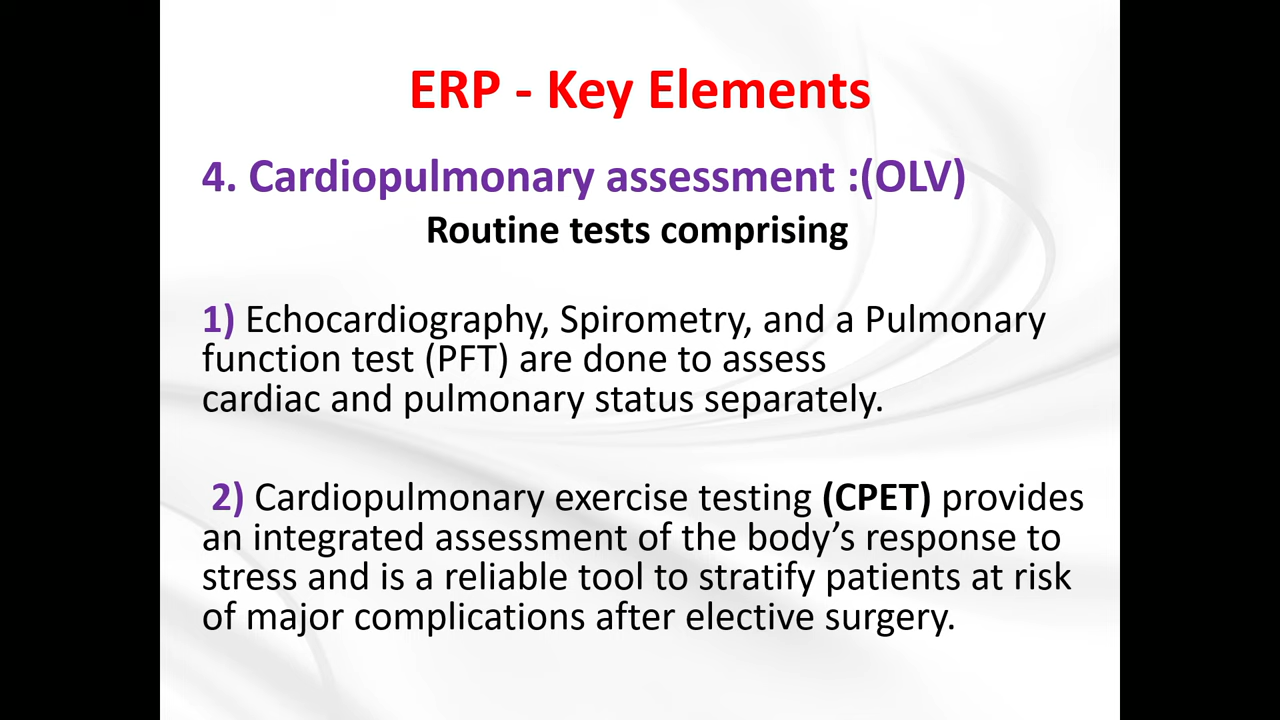 ERP - Key Elements
4. Cardiopulmonary assessment :(OLV)
Routine tests comprising
1) Echocardiography, Spirometry, and a Pulmonary
function test (PFT) are done to assess
cardiac and pulmonary status separately.
2) Cardiopulmonary exercise testing (CPET) provides
an integrated assessment of the body’s response to
stress and is a reliable tool to stratify patients at risk
of major complications after elective surgery.